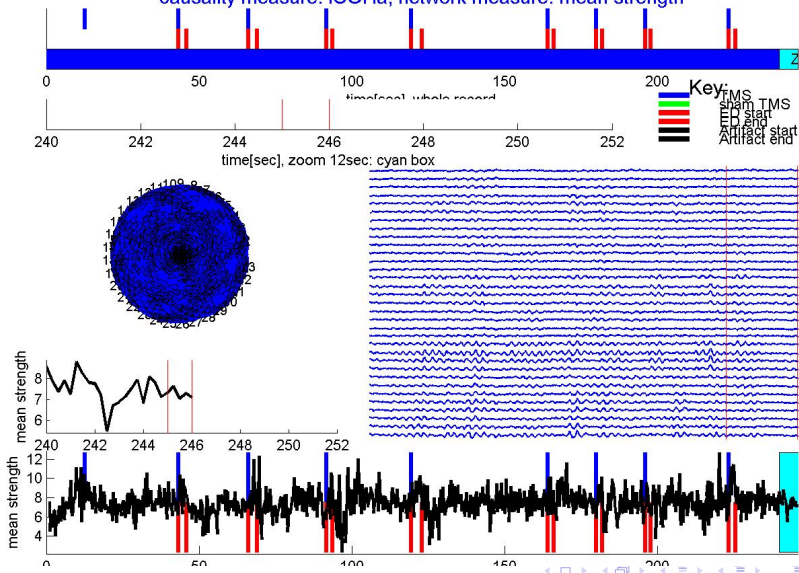 causality measure: iCOH1a, network measure: mean strength
0 50 100 150 200
time[sec], whole record
Z
Key:
TMS
sham TMS
ED start
ED end
Artifact start
Artifact end
240 242 244 246 248 250 252
time[sec], zoom 12sec: cyan box
mean strength
8
7
6
240 242 244 246 248 250 252
mean strength
12
10
8
6
4
0 50 100 150 200